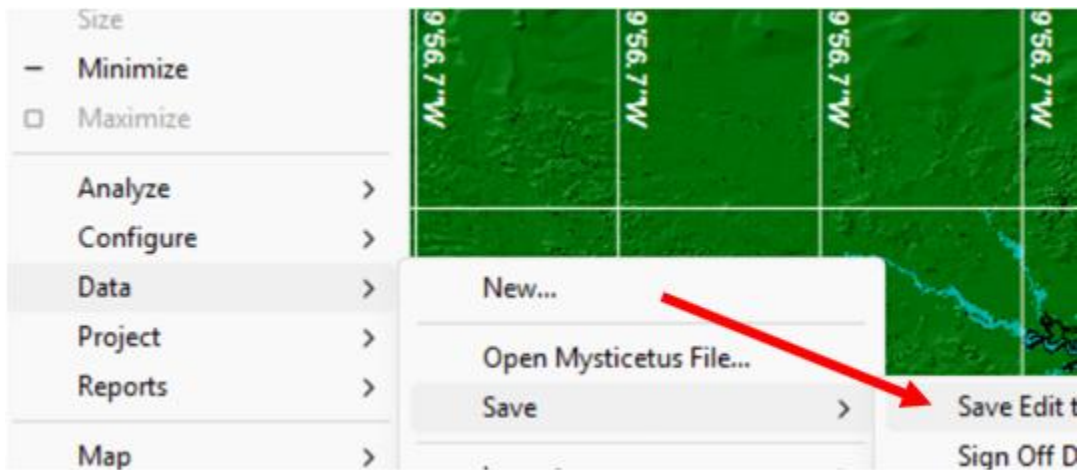 Size
Minimize
Maximize
Analyze
Configure
Data
Project
Reports
Map
9'56.7"W
9'56.7"W
9'56.7"W
9'56.7"W
New...
Open Mysticetus File...
Save
Save Edit t
Sign Off D